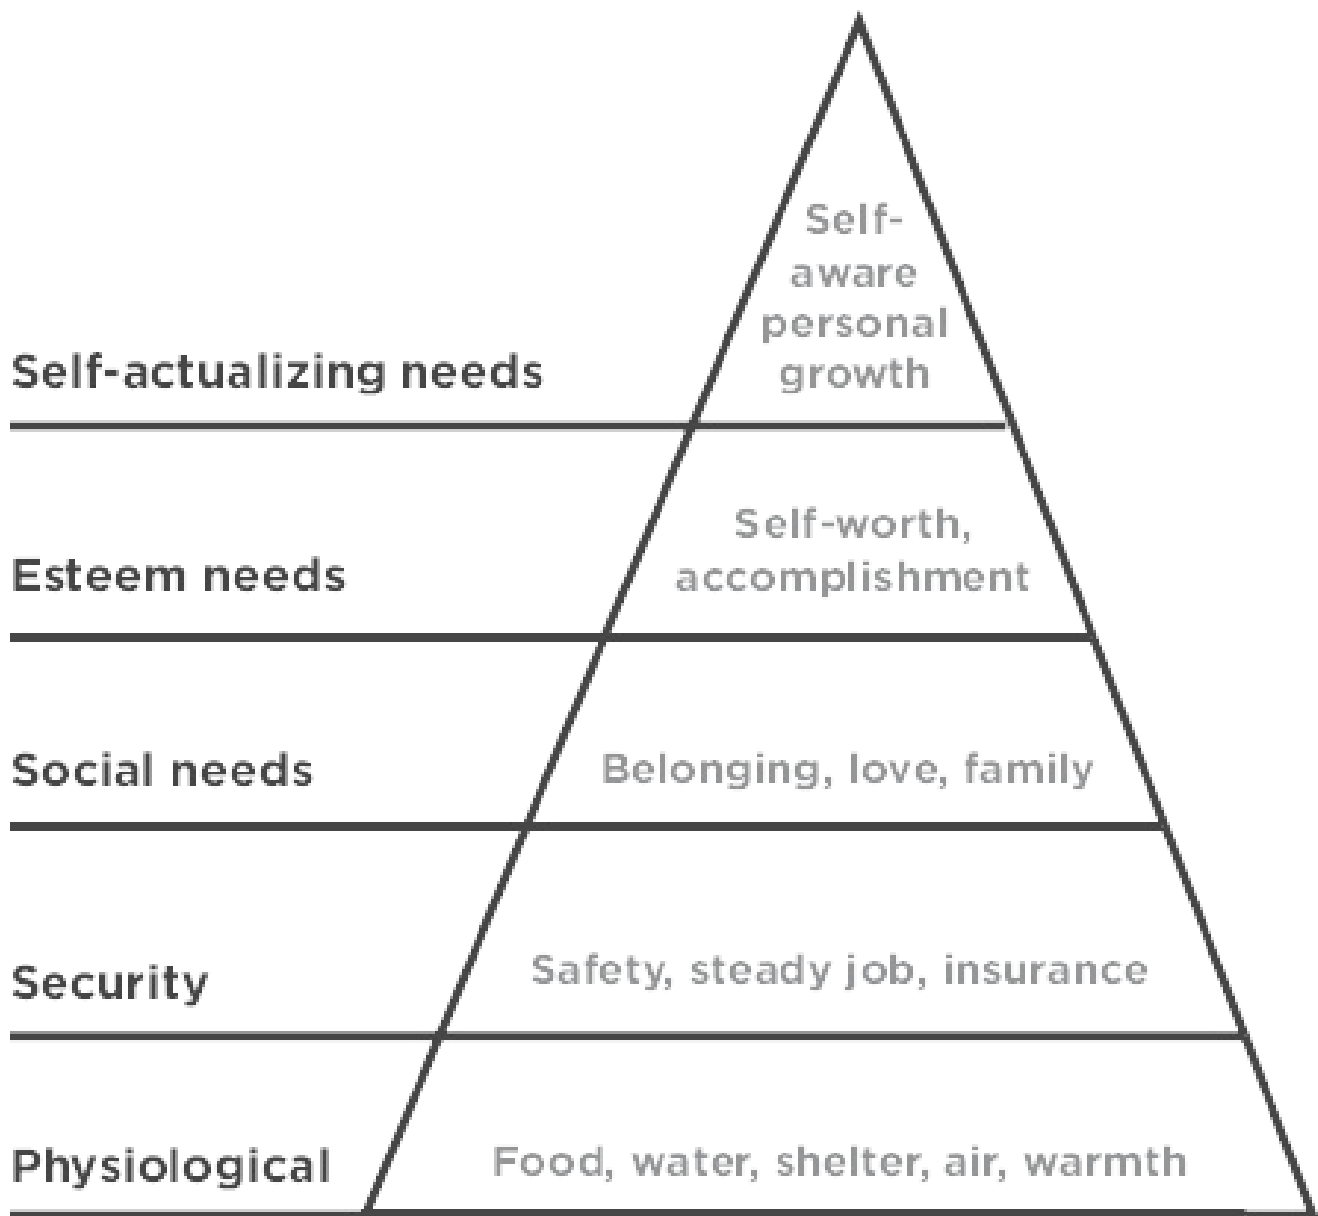 Self-
aware
personal
growth
Self-actualizing needs
Self-worth,
accomplishment
Esteem needs
Social needs
Belonging, love, family
Security
Safety, steady job, insurance
Physiological
Food, water, shelter, air, warmth